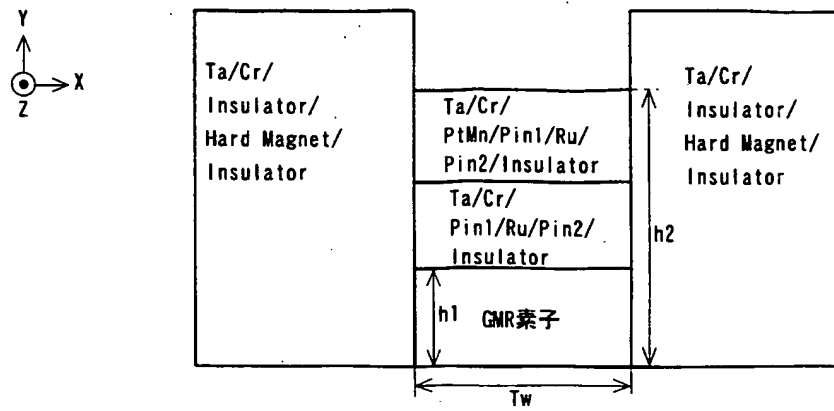 Y
X
Z
Ta/Cr/
Insulator/
Hard Magnet/
Insulator
Ta/Cr/
PtMn/Pin1/Ru/
Pin2/Insulator
Ta/Cr/
Pin1/Ru/Pin2/
Insulator
h1
GMR素子
Tw
h2
Ta/Cr/
Insulator/
Hard Magnet/
Insulator